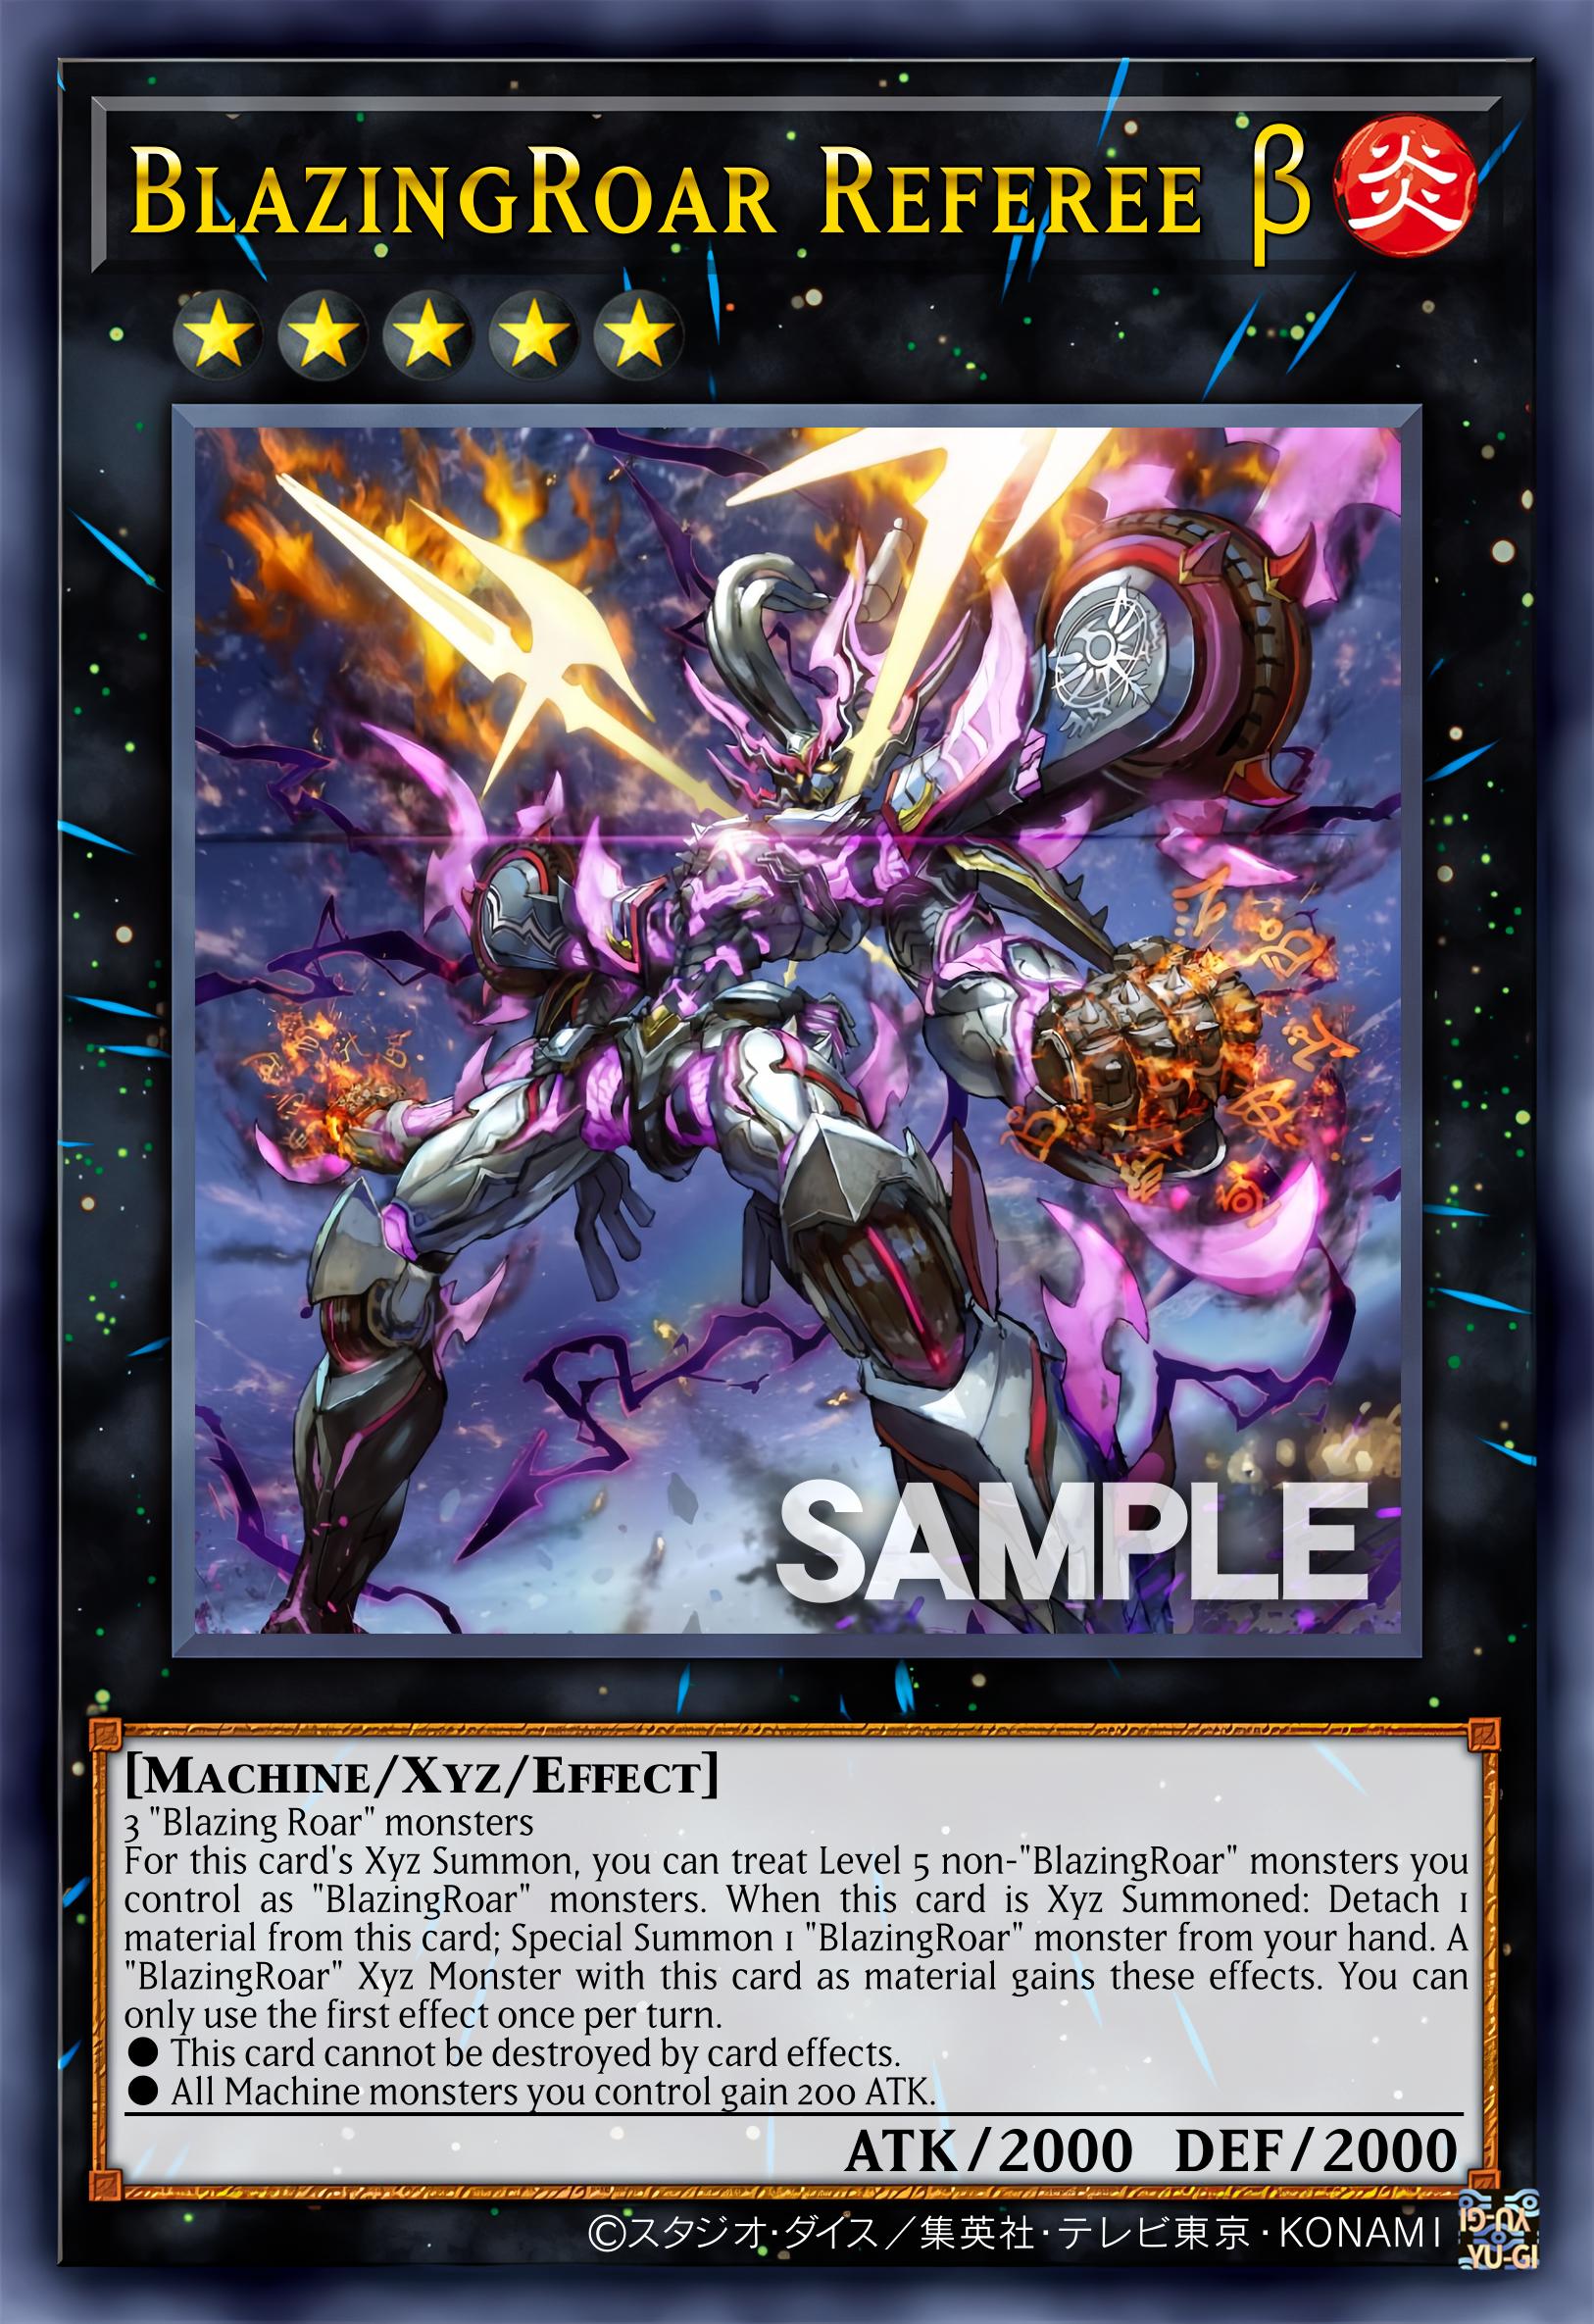 BlazingRoar Referee β 炎
SAMPLE
[Machine/Xyz/Effect]
3 "Blazing Roar" monsters
For this card's Xyz Summon, you can treat Level 5 non-"BlazingRoar" monsters you
control as "BlazingRoar" monsters. When this card is Xyz Summoned: Detach 1
material from this card; Special Summon 1 "BlazingRoar" monster from your hand. A
"BlazingRoar" Xyz Monster with this card as material gains these effects. You can
only use the first effect once per turn.
● This card cannot be destroyed by card effects.
● All Machine monsters you control gain 200 ATK.
ATK/2000 DEF/2000
©スタジオ・ダイス／集英社・テレビ東京・KONAMI
YU-GI
YU-GI